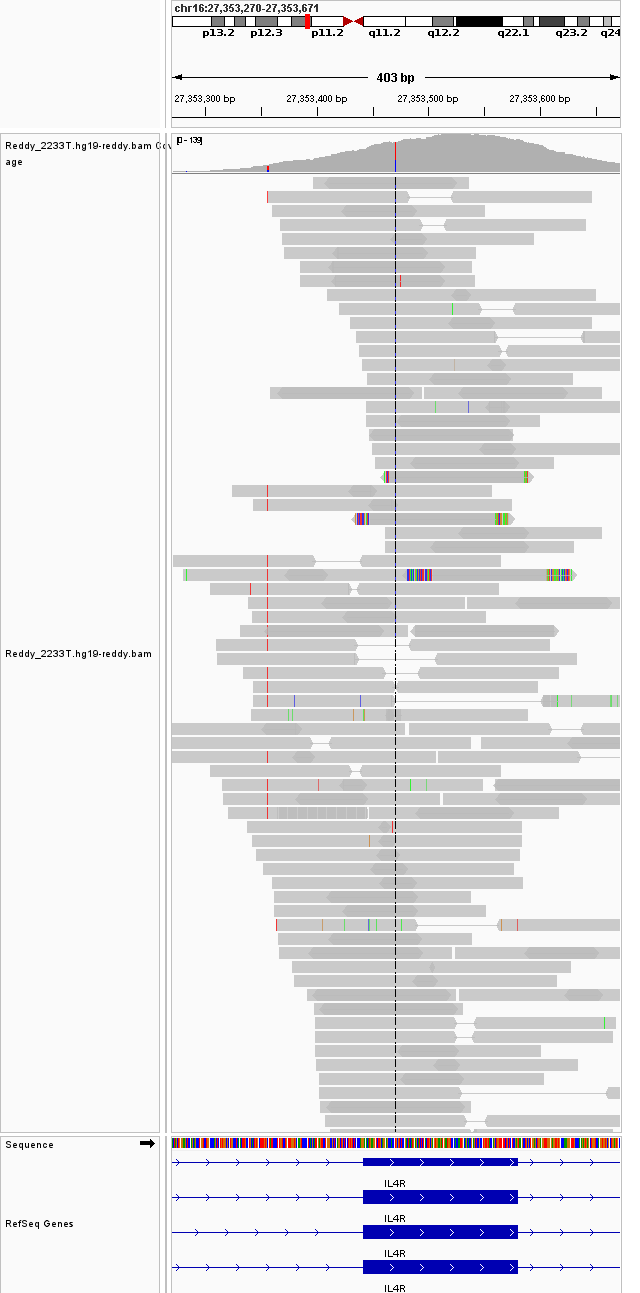 chr16:27,353,270-27,353,671
p13.2 p12.3 p11.2 q11.2 q12.2 q22.1 q23.2 q24
403 bp
27,353,300 bp 27,353,400 bp 27,353,500 bp 27,353,600 bp
Reddy_2233T.hg19-reddy.bam Cov
age
[0 - 139]
Reddy_2233T.hg19-reddy.bam
Sequence
IL4R
IL4R
RefSeq Genes
IL4R
IL4R